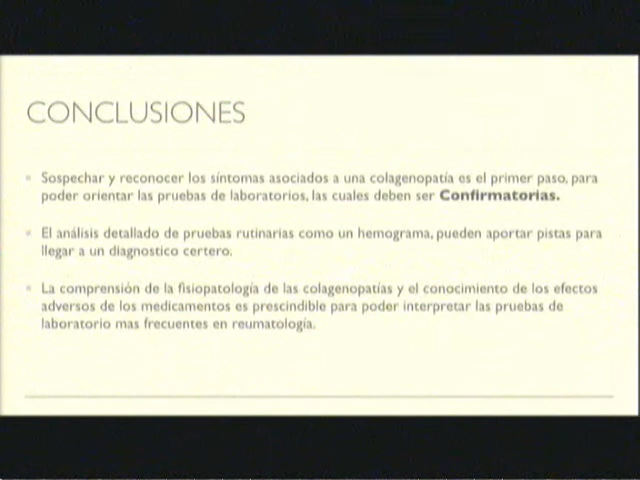 CONCLUSIONES
Sospechar y reconocer los síntomas asociados a una colagenopatía es el primer paso, para
poder orientar las pruebas de laboratorios, las cuales deben ser Confirmatorias.
El análisis detallado de pruebas rutinarias como un hemograma, pueden aportar pistas para
llegar a un diagnostico certero.
La comprensión de la fisiopatología de las colagenopatías y el conocimiento de los efectos
adversos de los medicamentos es prescindible para poder interpretar las pruebas de
laboratorio mas frecuentes en reumatología.